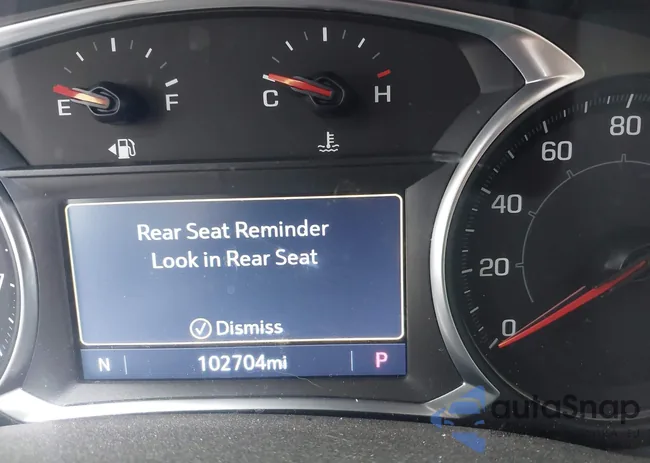 E F
C H
Rear Seat Reminder
Look in Rear Seat
Dismiss
N 102704mi P
0
20
40
60
80
autoSnap